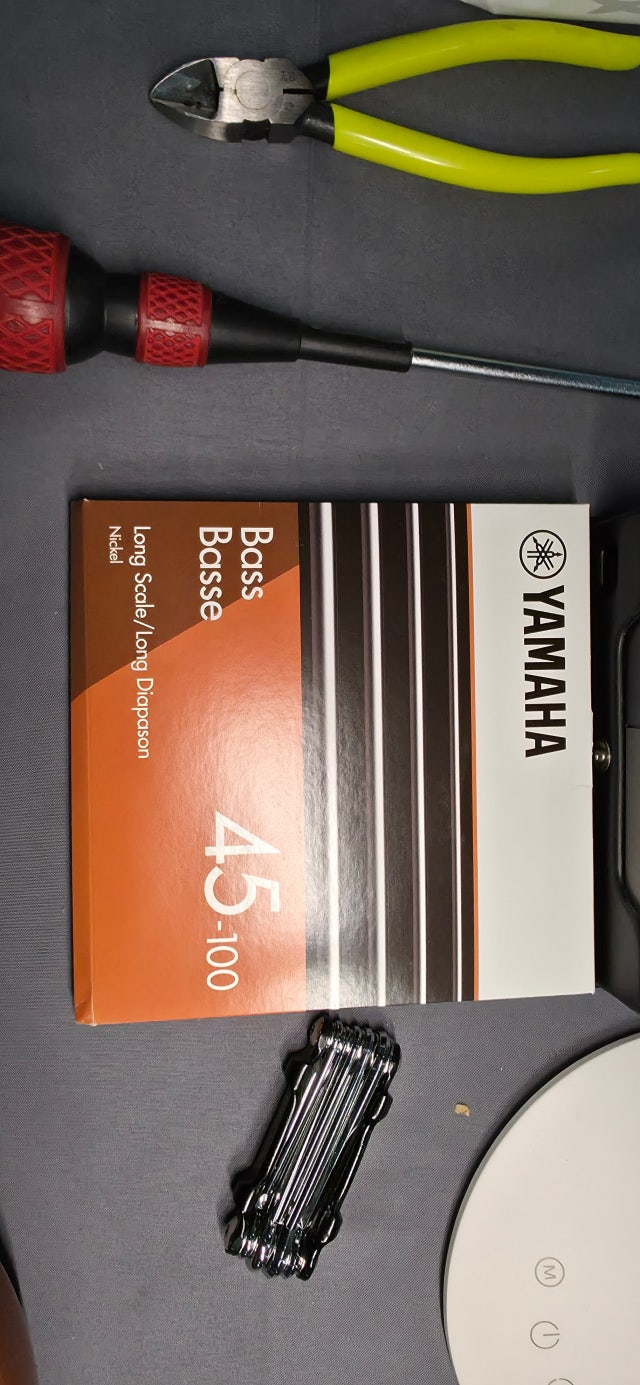 YAMAHA
Bass
Basse
45-100
Long Scale/Long Diapason
Nickel
M